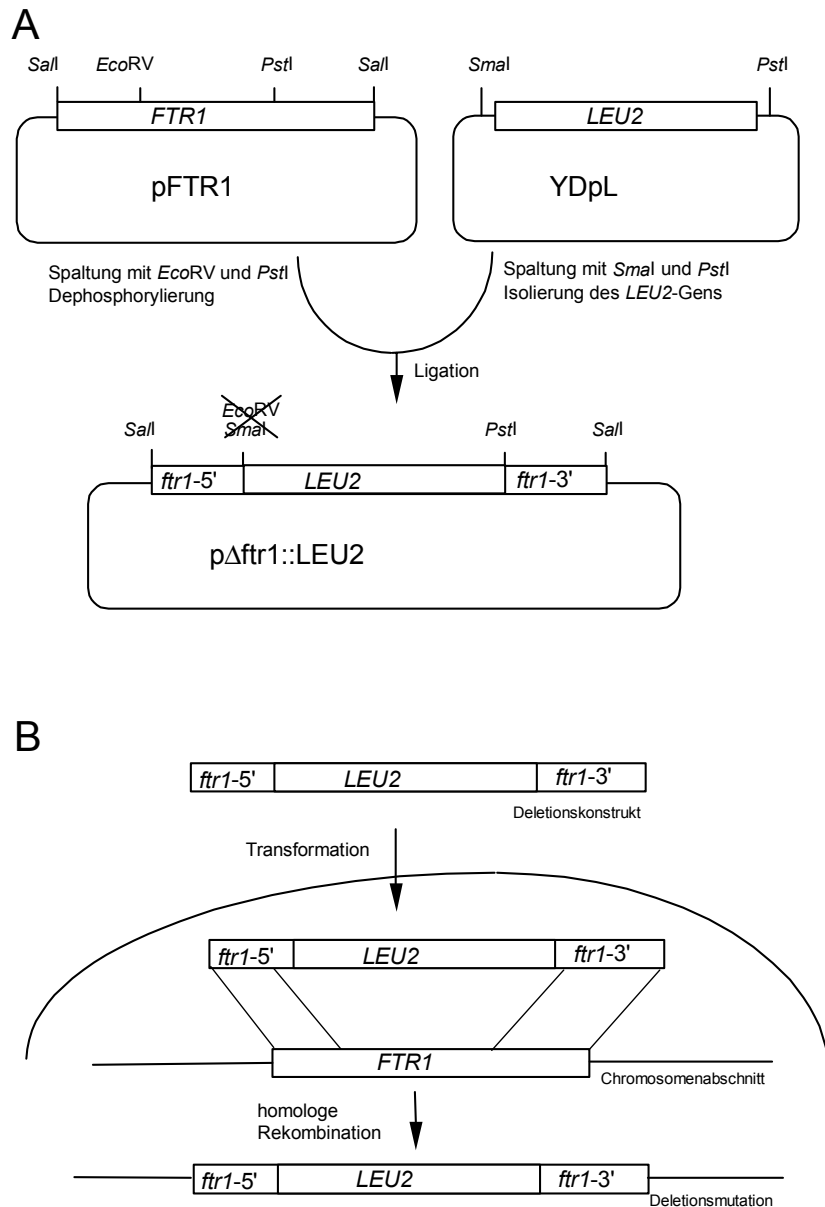 A
SalI EcoRV PstI SalI
SmaI PstI
FTR1
LEU2
pFTR1
YDpL
Spaltung mit EcoRV und PstI
Dephosphorylierung
Spaltung mit SmaI und PstI
Isolierung des LEU2-Gens
Ligation
EcoRV
SmaI
SalI PstI SalI
ftr1-5' LEU2 ftr1-3'
pΔftr1::LEU2
B
ftr1-5' LEU2 ftr1-3'
Deletionskonstrukt
Transformation
ftr1-5' LEU2 ftr1-3'
FTR1
Chromosomenabschnitt
homologe
Rekombination
ftr1-5' LEU2 ftr1-3'
Deletionsmutation